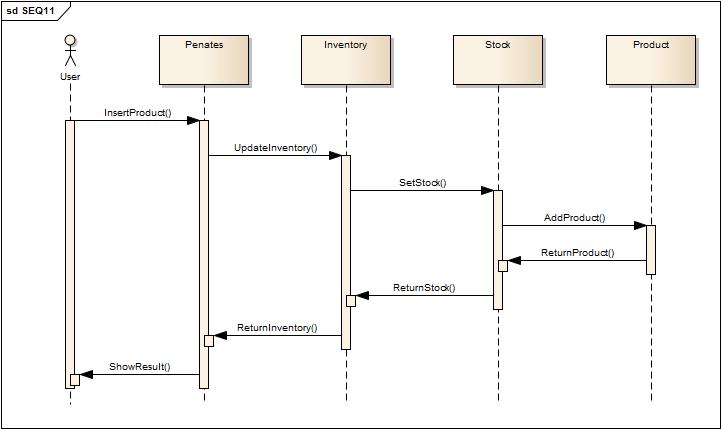 sd SEQ11
User
Penates
Inventory
Stock
Product
InsertProduct()
UpdateInventory()
SetStock()
AddProduct()
ReturnProduct()
ReturnStock()
ReturnInventory()
ShowResult()